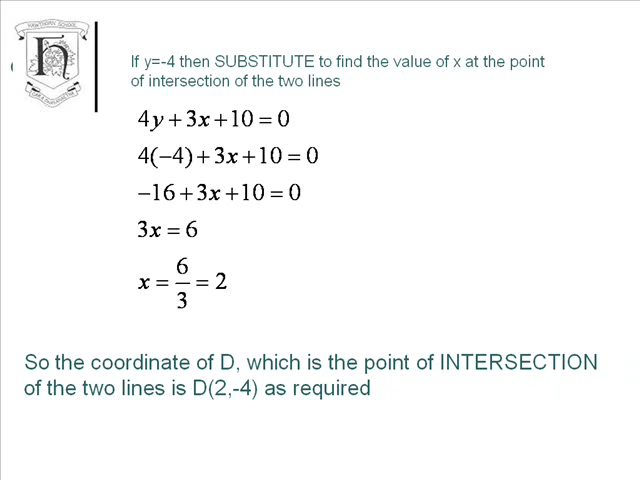 HAWTHORN SCHOOL
If y=-4 then SUBSTITUTE to find the value of x at the point
of intersection of the two lines
4y + 3x + 10 = 0
4(−4) + 3x + 10 = 0
−16 + 3x + 10 = 0
3x = 6
x = 6/3 = 2
So the coordinate of D, which is the point of INTERSECTION
of the two lines is D(2,-4) as required